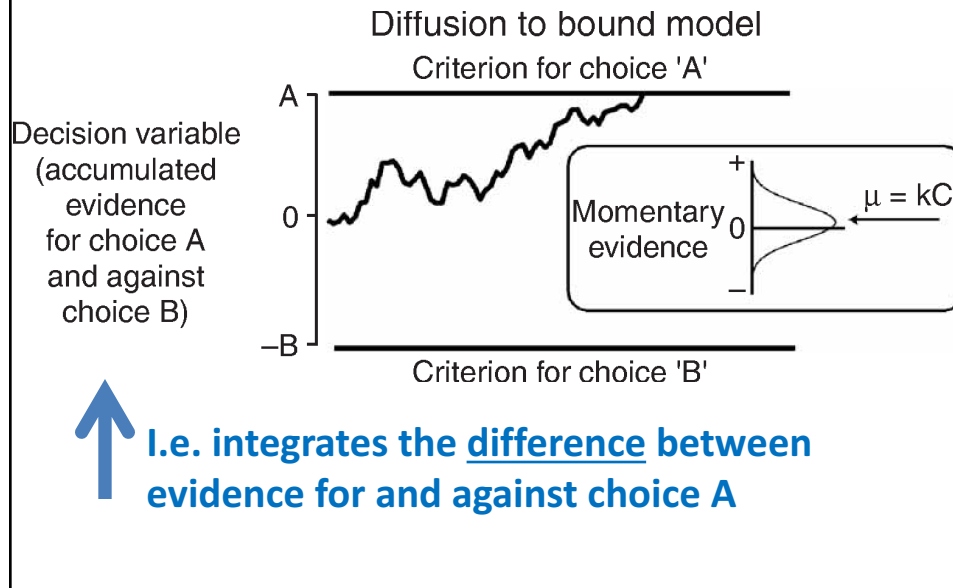 Diffusion to bound model
Criterion for choice 'A'
A
Decision variable
(accumulated
evidence
for choice A
and against
choice B)
0
–B
+
Momentary
evidence
0
–
μ = kC
Criterion for choice 'B'
I.e. integrates the difference between
evidence for and against choice A